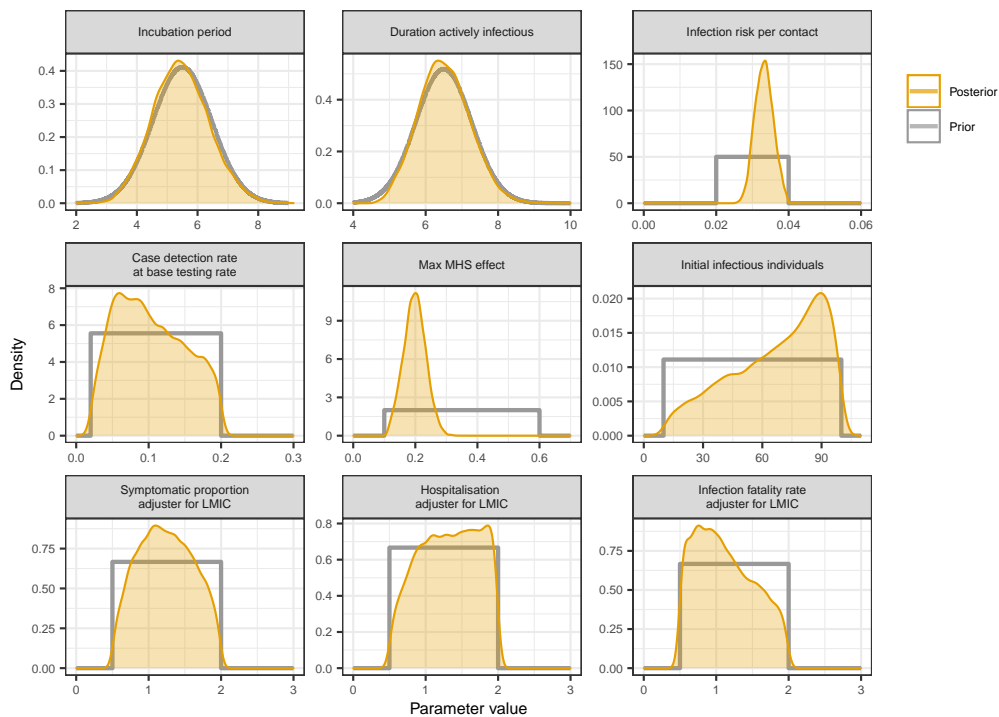 Incubation period
Duration actively infectious
Infection risk per contact
0.4
0.3
0.2
0.1
0.0
2 4 6 8
0.4
0.2
0.0
4 6 8 10
150
100
50
0
0.00 0.02 0.04 0.06
Posterior
Prior
Case detection rate
at base testing rate
Max MHS effect
Initial infectious individuals
8
6
4
2
0
0.0 0.1 0.2 0.3
9
6
3
0
0.0 0.2 0.4 0.6
0.020
0.015
0.010
0.005
0.000
0 30 60 90
Density
Symptomatic proportion
adjuster for LMIC
Hospitalisation
adjuster for LMIC
Infection fatality rate
adjuster for LMIC
0.75
0.50
0.25
0.00
0 1 2 3
0.8
0.6
0.4
0.2
0.0
0 1 2 3
0.75
0.50
0.25
0.00
0 1 2 3
Parameter value